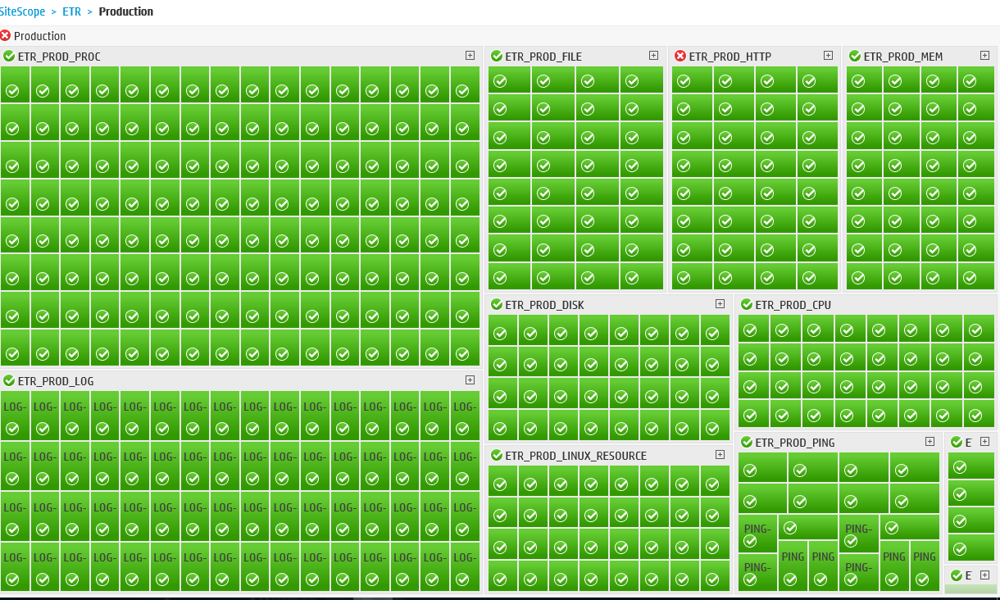 SiteScope > ETR > Production
Production
ETR_PROD_PROC
ETR_PROD_FILE
ETR_PROD_HTTP
ETR_PROD_MEM
ETR_PROD_DISK
ETR_PROD_CPU
ETR_PROD_LOG
LOG- LOG- LOG- LOG- LOG- LOG- LOG- LOG- LOG- LOG- LOG- LOG- LOG- LOG- LOG- LOG-
LOG- LOG- LOG- LOG- LOG- LOG- LOG- LOG- LOG- LOG- LOG- LOG- LOG- LOG- LOG- LOG-
LOG- LOG- LOG- LOG- LOG- LOG- LOG- LOG- LOG- LOG- LOG- LOG- LOG- LOG- LOG- LOG-
LOG- LOG- LOG- LOG- LOG- LOG- LOG- LOG- LOG- LOG- LOG- LOG- LOG- LOG- LOG- LOG-
ETR_PROD_LINUX_RESOURCE
ETR_PROD_PING
PING- PING-
PING PING PING PING
PING- PING-
E
E